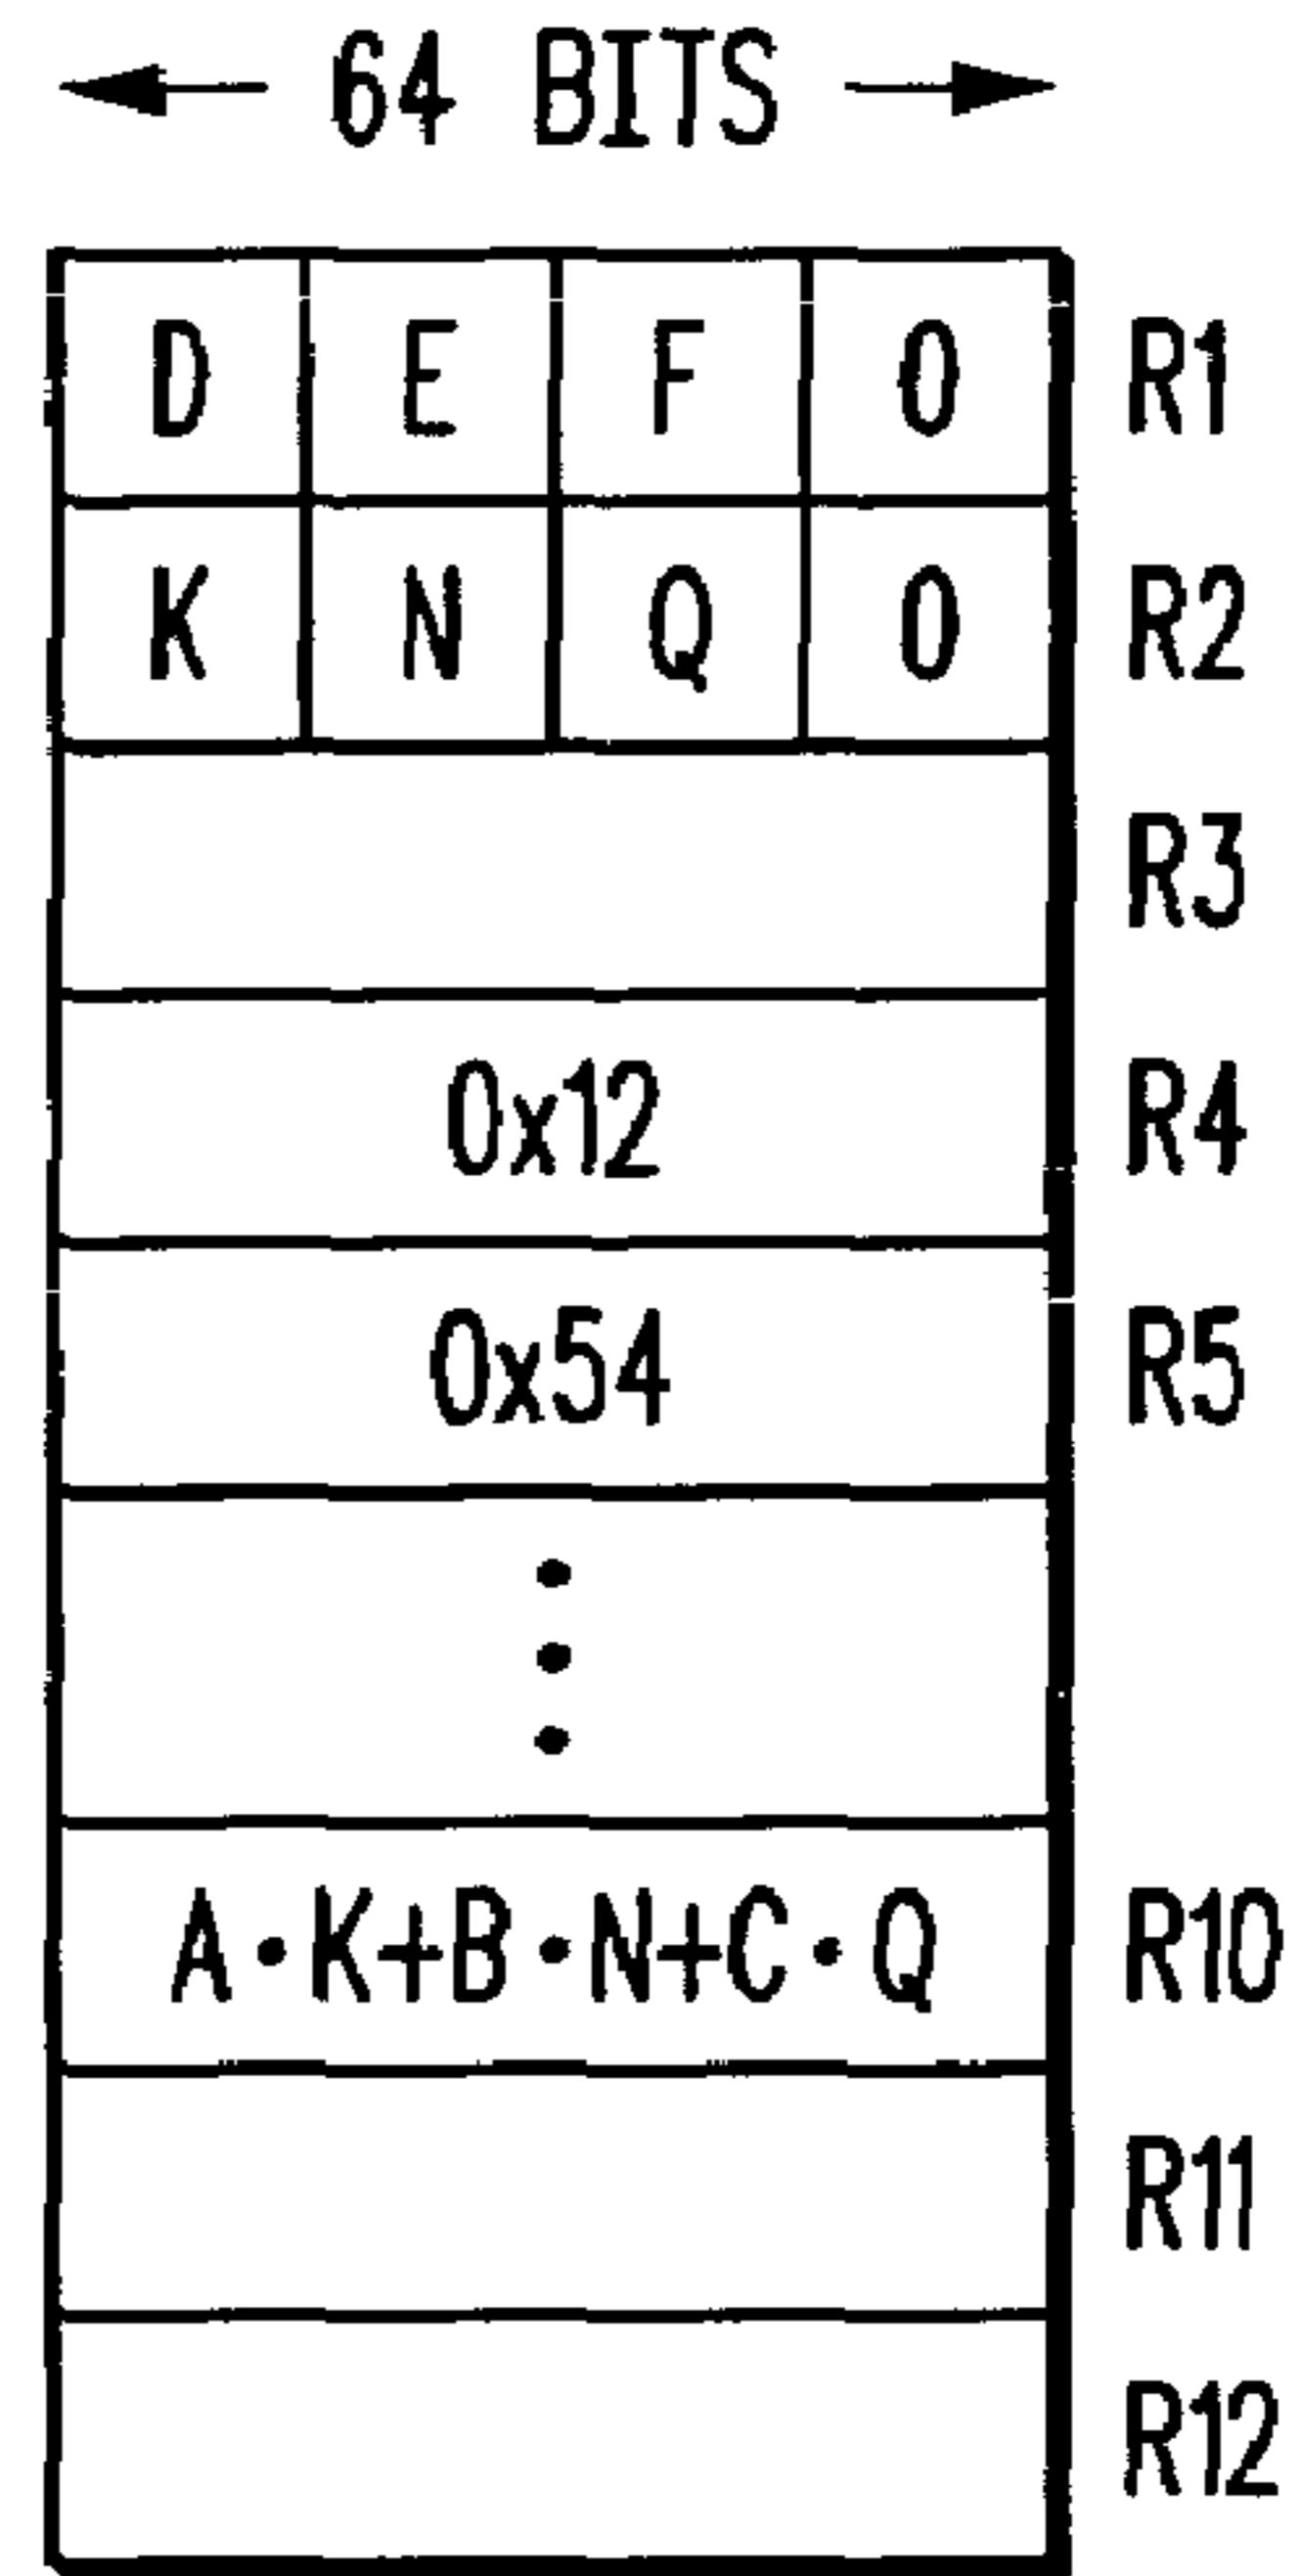 64 BITS
D E F 0 R1
K N Q 0 R2
R3
0x12 R4
0x54 R5
A·K+B·N+C·Q R10
R11
R12